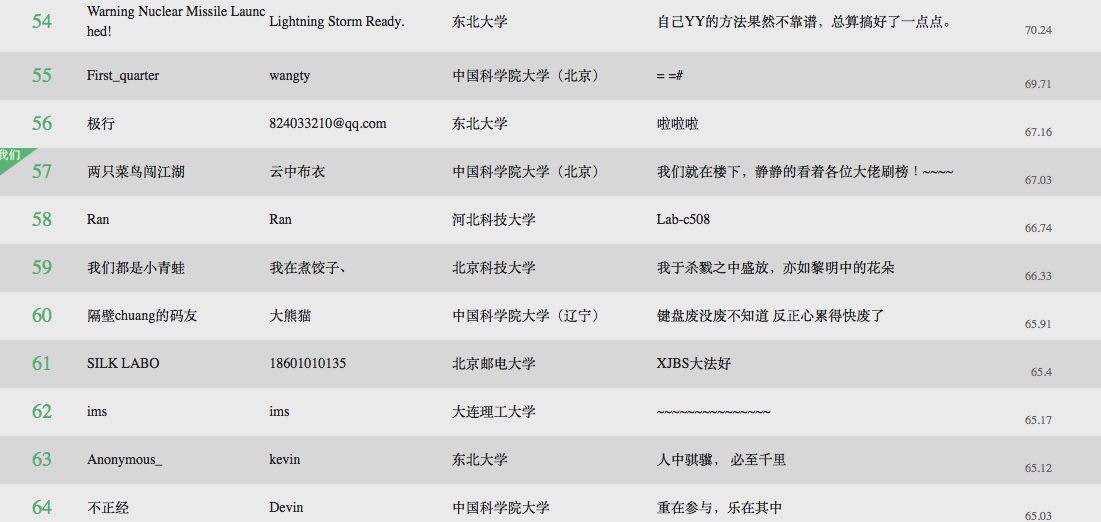 54 Warning Nuclear Missile Launc Lightning Storm Ready. 东北大学 自己YY的方法果然不靠谱，总算搞好了一点点。 70.24
hed!
55 First_quarter wangty 中国科学院大学（北京） = =# 69.71
56 极行 824033210@qq.com 东北大学 啦啦啦 67.16
我们
57 两只菜鸟闯江湖 云中布衣 中国科学院大学（北京） 我们就在楼下，静静的看着各位大佬刷榜！~~~~ 67.03
58 Ran Ran 河北科技大学 Lab-c508 66.74
59 我们都是小青蛙 我在煮饺子、 北京科技大学 我于杀戮之中盛放，亦如黎明中的花朵 66.33
60 隔壁chuang的码友 大熊猫 中国科学院大学（辽宁） 键盘废没废不知道 反正心累得快废了 65.91
61 SILK LABO 18601010135 北京邮电大学 XJBS大法好 65.4
62 ims ims 大连理工大学 ~~~~~~~~~~~~~~~ 65.17
63 Anonymous_ kevin 东北大学 人中骐骥， 必至千里 65.12
64 不正经 Devin 中国科学院大学 重在参与，乐在其中 65.03